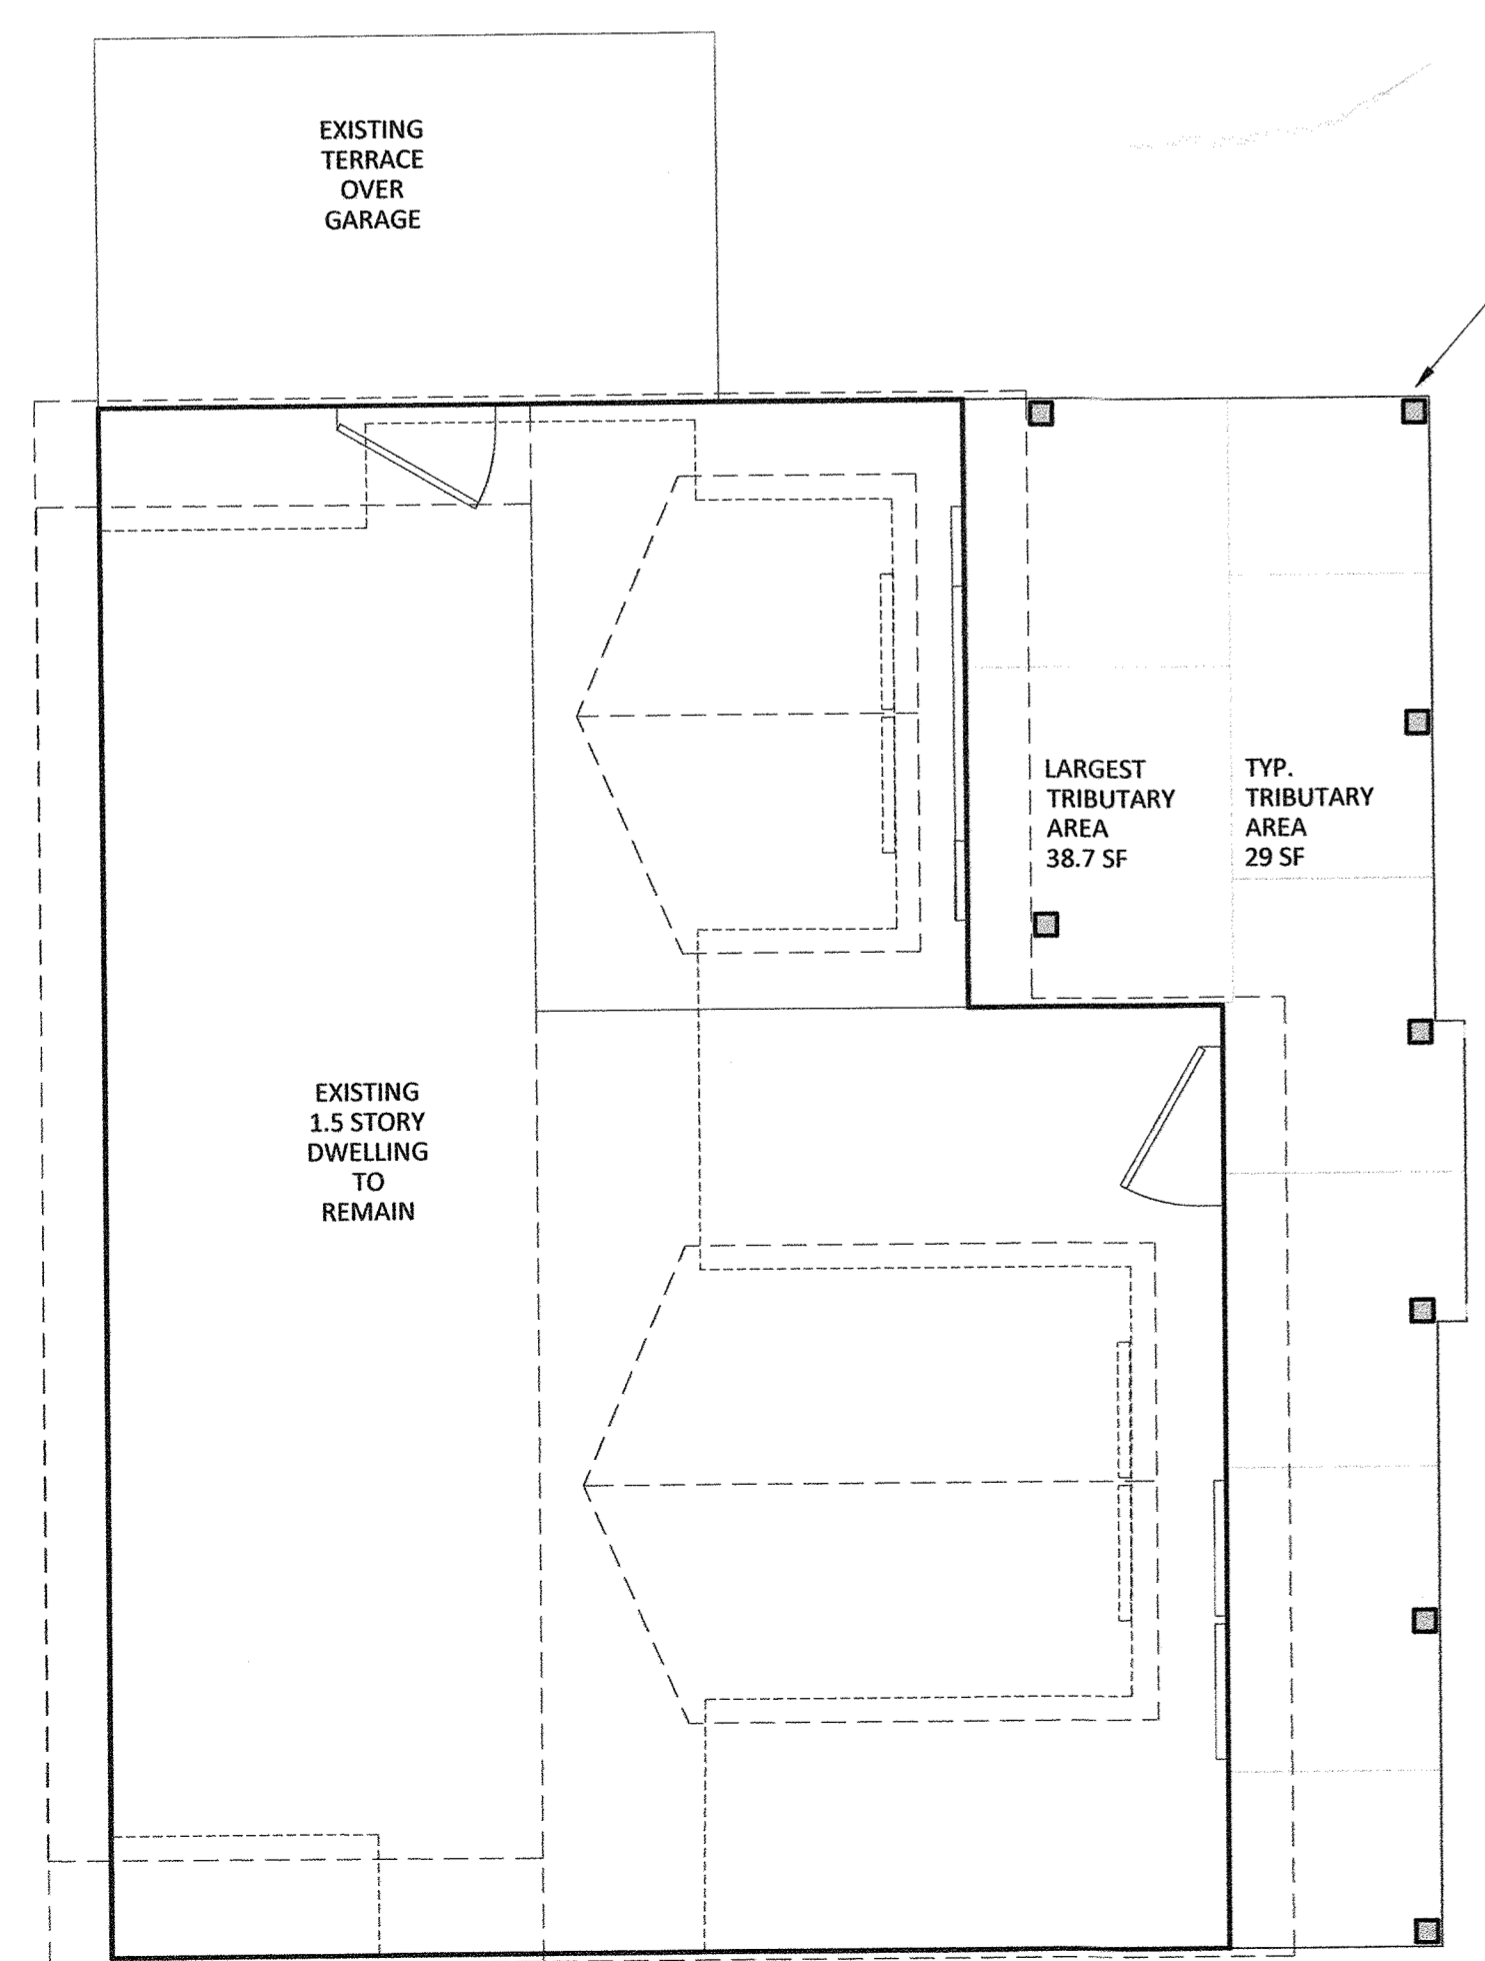 EXISTING
TERRACE
OVER
GARAGE
LARGEST
TRIBUTARY
AREA
38.7 SF
TYP.
TRIBUTARY
AREA
29 SF
EXISTING
1.5 STORY
DWELLING
TO
REMAIN